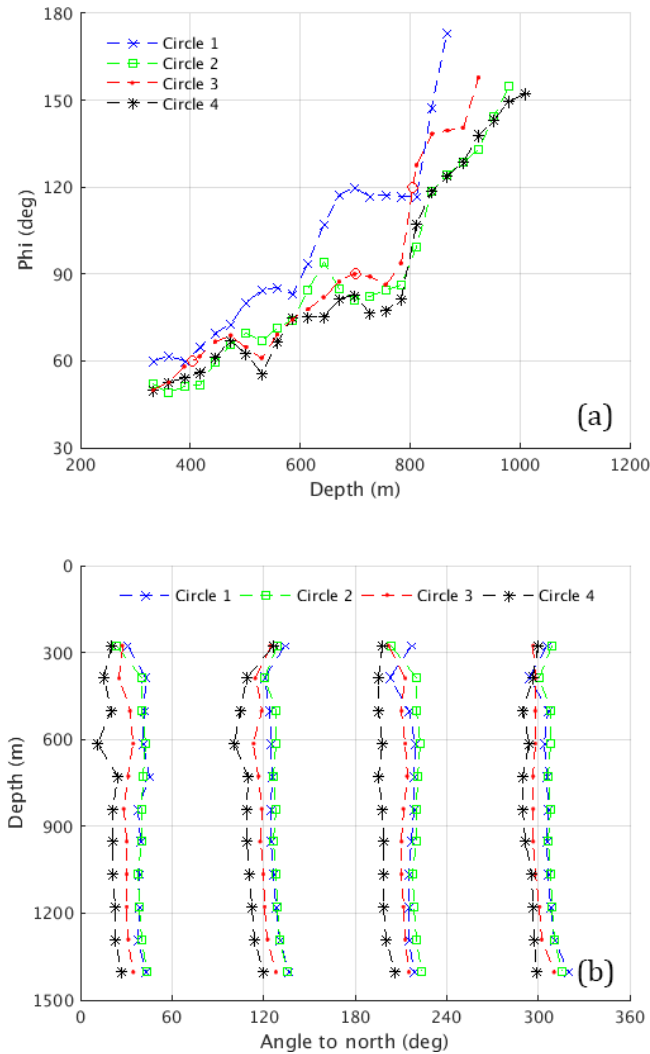 180
150
120
90
60
30
Phi (deg)
Circle 1
Circle 2
Circle 3
Circle 4
(a)
200 400 600 800 1000 1200
Depth (m)
0
300
600
900
1200
1500
Depth (m)
Circle 1 Circle 2 Circle 3 Circle 4
(b)
0 60 120 180 240 300 360
Angle to north (deg)